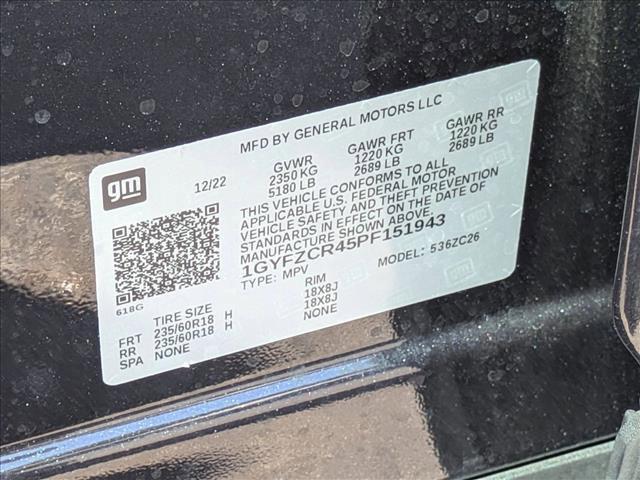 MFD BY GENERAL MOTORS LLC
gm
12/22
GVWR GAWR FRT GAWR RR
2350 KG 1220 KG 1220 KG
5180 LB 2689 LB 2689 LB
THIS VEHICLE CONFORMS TO ALL
APPLICABLE U.S. FEDERAL MOTOR
VEHICLE SAFETY AND THEFT PREVENTION
STANDARDS IN EFFECT ON THE DATE OF
MANUFACTURE SHOWN ABOVE.
1GYFZCR45PF151943
TYPE: MPV MODEL: 536ZC26
618G
TIRE SIZE RIM
FRT 235/60R18 H 18X8J
RR 235/60R18 H 18X8J
SPA NONE NONE